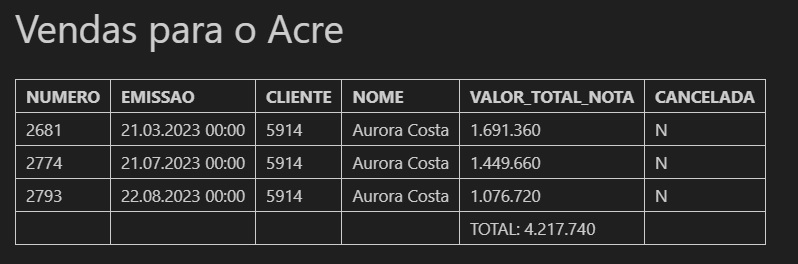 Vendas para o Acre
NUMERO EMISSAO CLIENTE NOME VALOR_TOTAL_NOTA CANCELADA
2681 21.03.2023 00:00 5914 Aurora Costa 1.691.360 N
2774 21.07.2023 00:00 5914 Aurora Costa 1.449.660 N
2793 22.08.2023 00:00 5914 Aurora Costa 1.076.720 N
TOTAL: 4.217.740